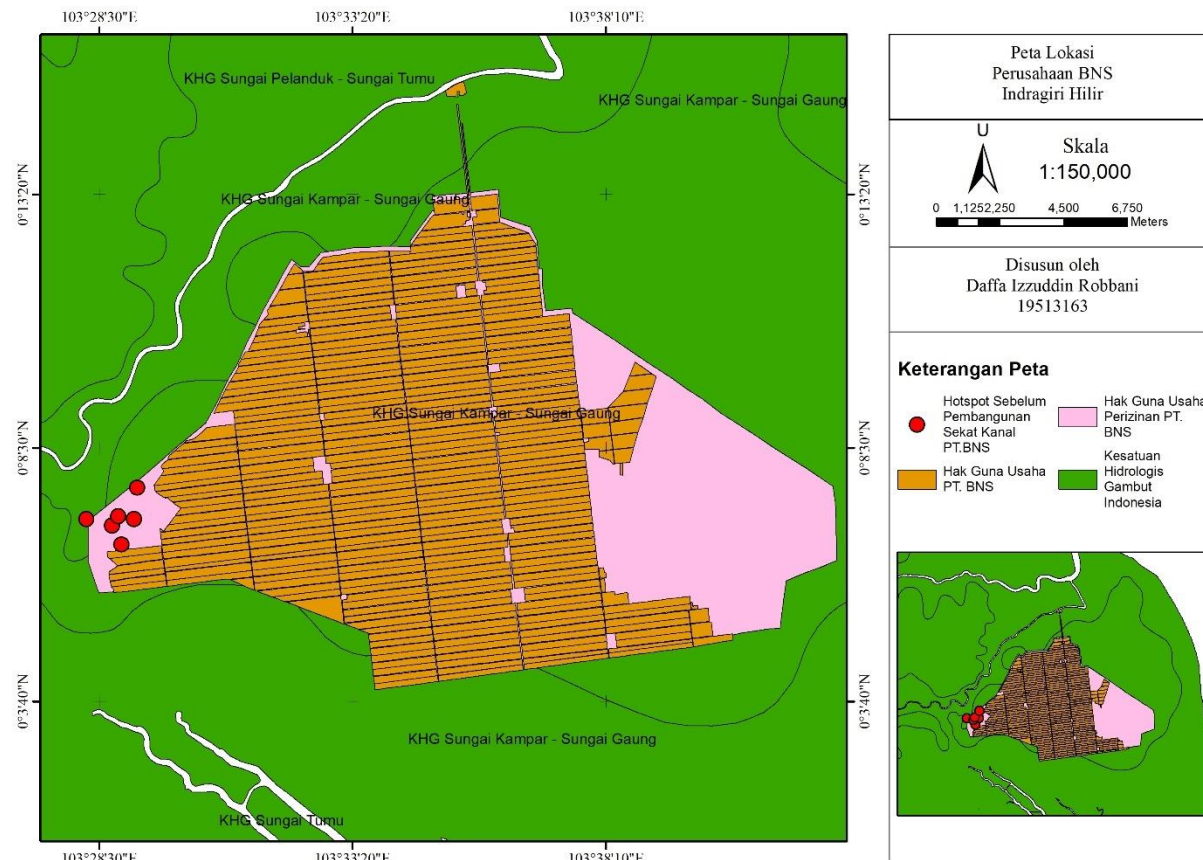 103°28'30"E
103°33'20"E
103°38'10"E
KHG Sungai Pelanduk - Sungai Tumu
KHG Sungai Kampar - Sungai Gaung
0°13'20"N
0°13'20"N
KHG Sungai Kampar - Sungai Gaung
KHG Sungai Kampar - Sungai Gaung
0°8'30"N
0°8'30"N
0°3'40"N
0°3'40"N
KHG Sungai Kampar - Sungai Gaung
KHG Sungai Tumu
103°28'30"E
103°33'20"E
103°38'10"E
Peta Lokasi
Perusahaan BNS
Indragiri Hilir
U
Skala
1:150,000
0 1,1252,250 4,500 6,750
Meters
Disusun oleh
Daffa Izzuddin Robbani
19513163
Keterangan Peta
Hotspot Sebelum
Pembangunan
Sekat Kanal
PT.BNS
Hak Guna Usaha
PT. BNS
Hak Guna Usaha
Perizinan PT.
BNS
Kesatuan
Hidrologis
Gambut
Indonesia